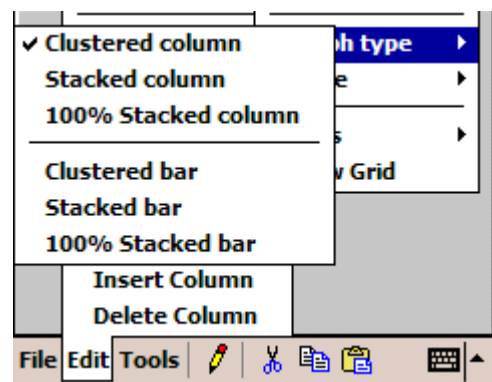 Clustered column
Stacked column
100% Stacked column
Clustered bar
Stacked bar
100% Stacked bar
type
Grid
Insert Column
Delete Column
File Edit Tools